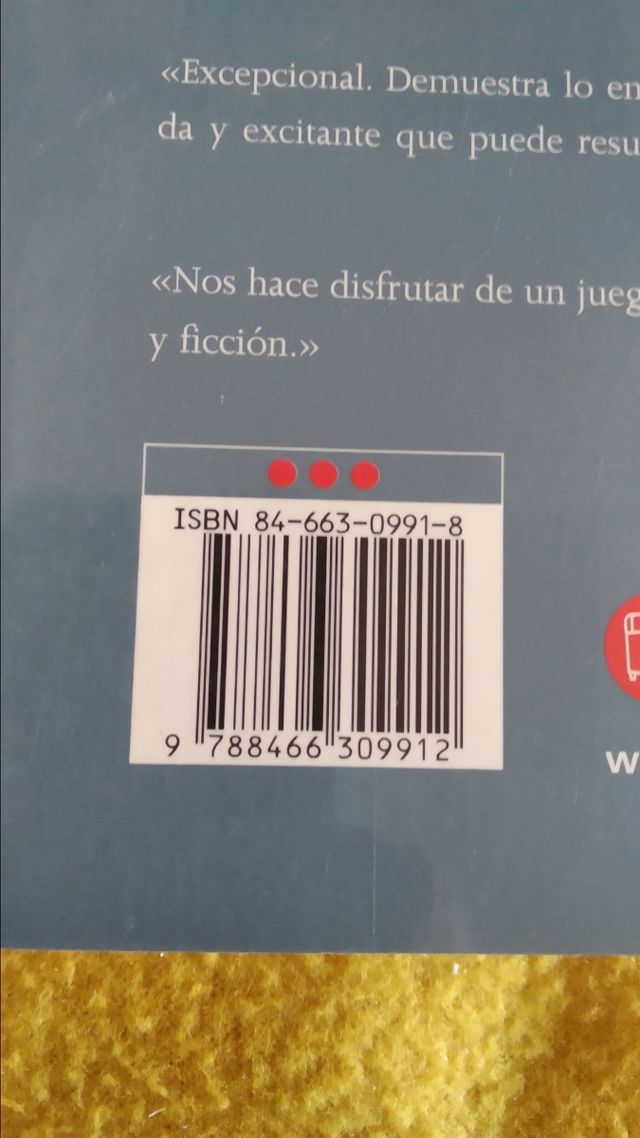 «Excepcional. Demuestra lo en
da y excitante que puede resu
«Nos hace disfrutar de un jueg
y ficción.»
ISBN 84-663-0991-8
9 788466 309912
w